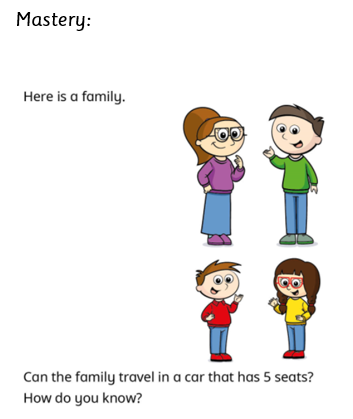 Mastery:
Here is a family.
Can the family travel in a car that has 5 seats?
How do you know?